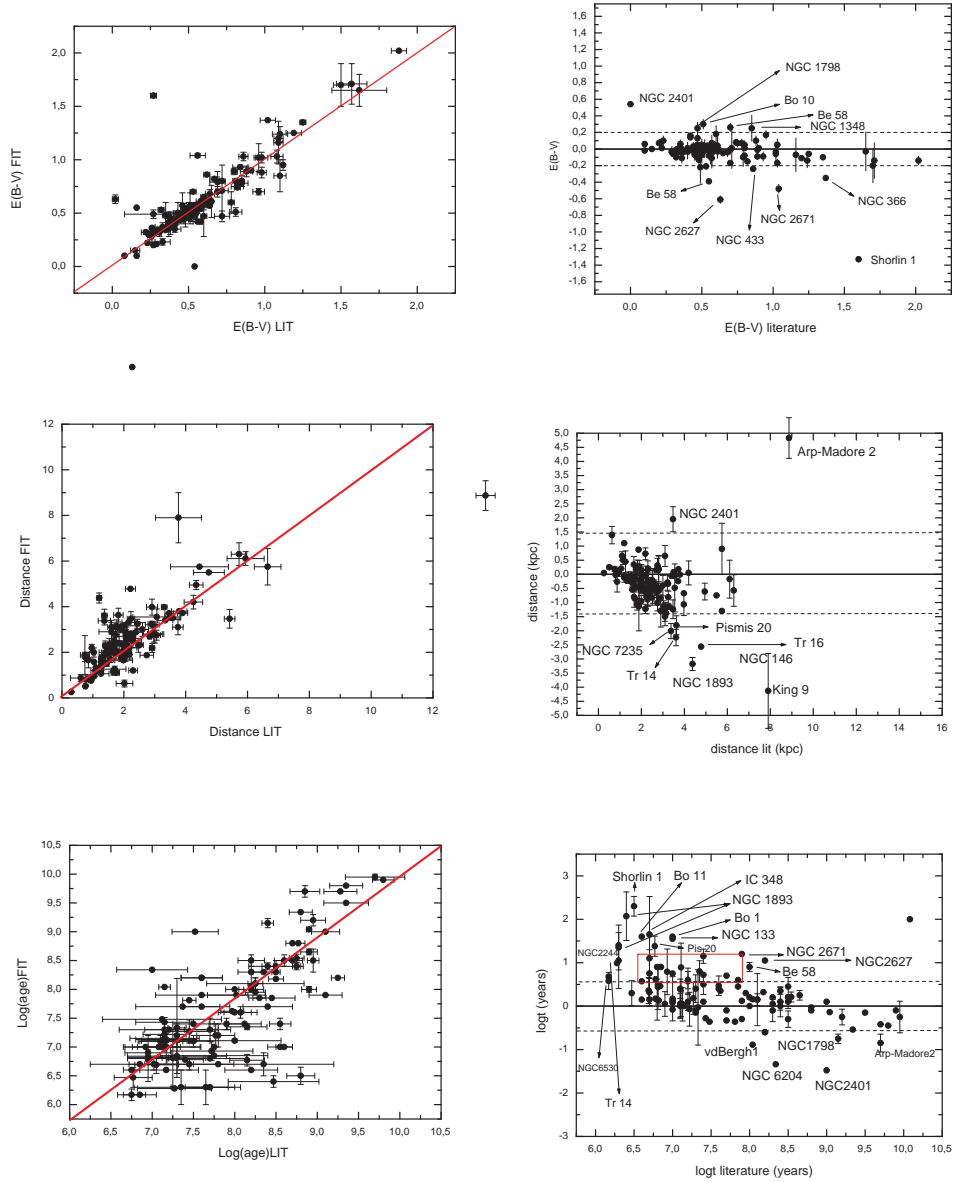 2,0
1,5
1,0
0,5
0,0
E(B-V) FIT
0,0
0,5
1,0
1,5
2,0
E(B-V) LIT
1,6
1,4
1,2
1,0
0,8
0,6
0,4
0,2
0,0
-0,2
-0,4
-0,6
-0,8
-1,0
-1,2
-1,4
1,6
E(B-V)
NGC 1798
NGC 2401
Bo 10
Be 58
NGC 1348
Be 58
NGC 366
NGC 2671
NGC 2627
NGC 433
Shorlin 1
0,0
0,5
1,0
1,5
2,0
E(B-V) literature
12
10
8
6
4
2
0
Distance FIT
0
2
4
6
8
10
12
Distance LIT
5,0
4,5
4,0
3,5
3,0
2,5
2,0
1,5
1,0
0,5
0,0
-0,5
-1,0
-1,5
-2,0
-2,5
-3,0
-3,5
-4,0
-4,5
-5,0
distance (kpc)
Arp-Madore 2
NGC 2401
Pismis 20
NGC 7235
Tr 16
NGC 146
Tr 14
NGC 1893
King 9
0
2
4
6
8
10
12
14
16
distance lit (kpc)
10,5
10,0
9,5
9,0
8,5
8,0
7,5
7,0
6,5
6,0
Log(age)FIT
6,0
6,5
7,0
7,5
8,0
8,5
9,0
9,5
10,0
10,5
Log(age)LIT
3
2
1
0
-1
-2
-3
logt (years)
Shorlin 1
Bo 11
IC 348
NGC 1893
Bo 1
NGC 133
NGC2244
Pis 20
NGC 2671
NGC2627
Be 58
vdBergh1
NGC1798
Arp-Madore2
NGC6530
NGC 6204
NGC2401
Tr 14
6,0
6,5
7,0
7,5
8,0
8,5
9,0
9,5
10,0
10,5
logt literature (years)